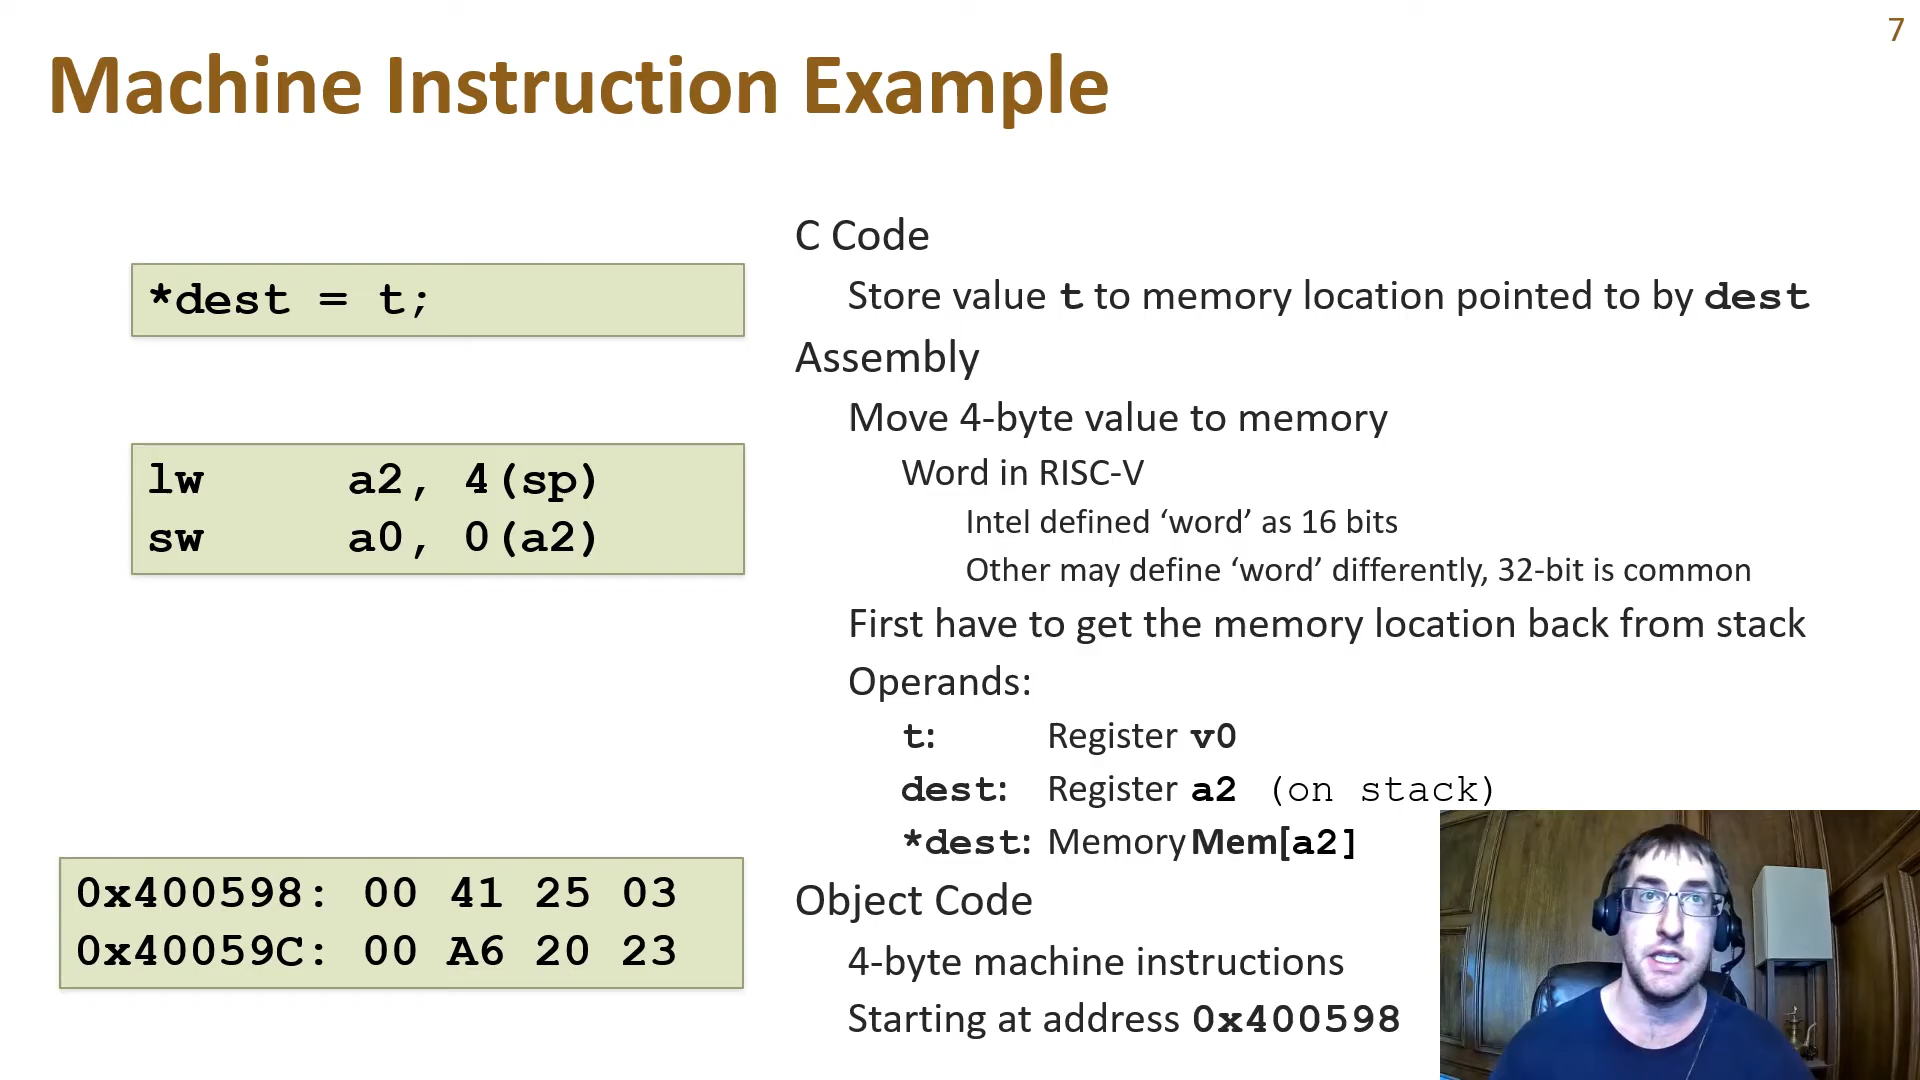 7
Machine Instruction Example
*dest = t;
lw a2, 4(sp)
sw a0, 0(a2)
0x400598: 00 41 25 03
0x40059C: 00 A6 20 23
C Code
Store value t to memory location pointed to by dest
Assembly
Move 4-byte value to memory
Word in RISC-V
Intel defined ‘word’ as 16 bits
Other may define ‘word’ differently, 32-bit is common
First have to get the memory location back from stack
Operands:
t: Register v0
dest: Register a2 (on stack)
*dest: Memory Mem[a2]
Object Code
4-byte machine instructions
Starting at address 0x400598